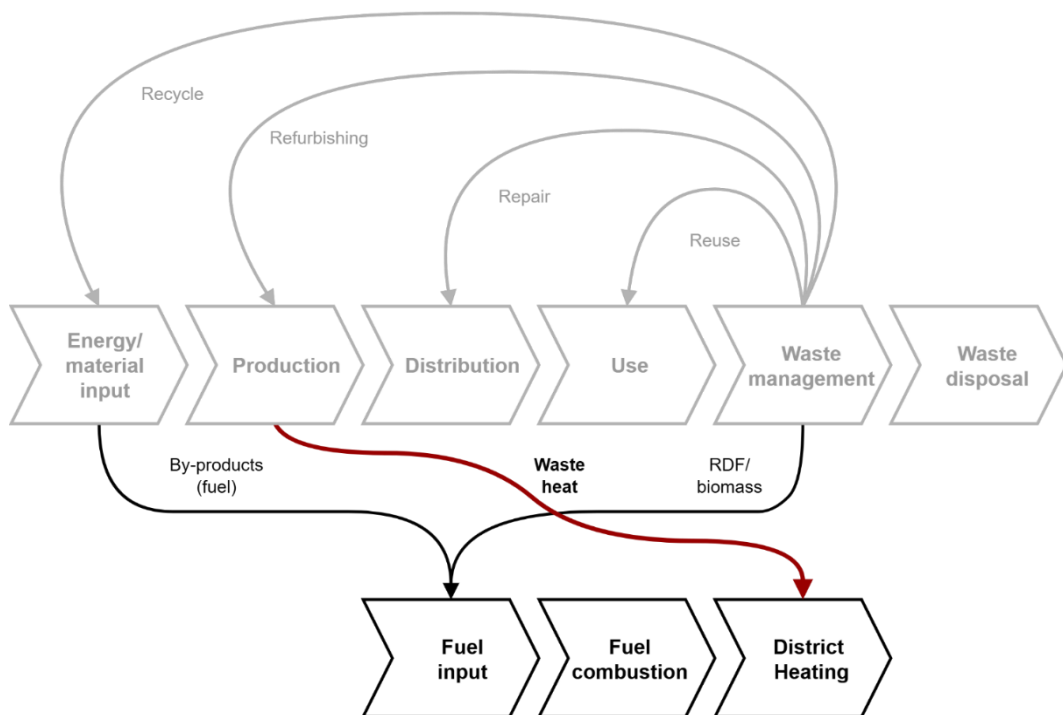 Recycle
Refurbishing
Repair
Reuse
Energy/
material
input
Production
Distribution
Use
Waste
management
Waste
disposal
By-products
(fuel)
Waste
heat
RDF/
biomass
Fuel
input
Fuel
combustion
District
Heating